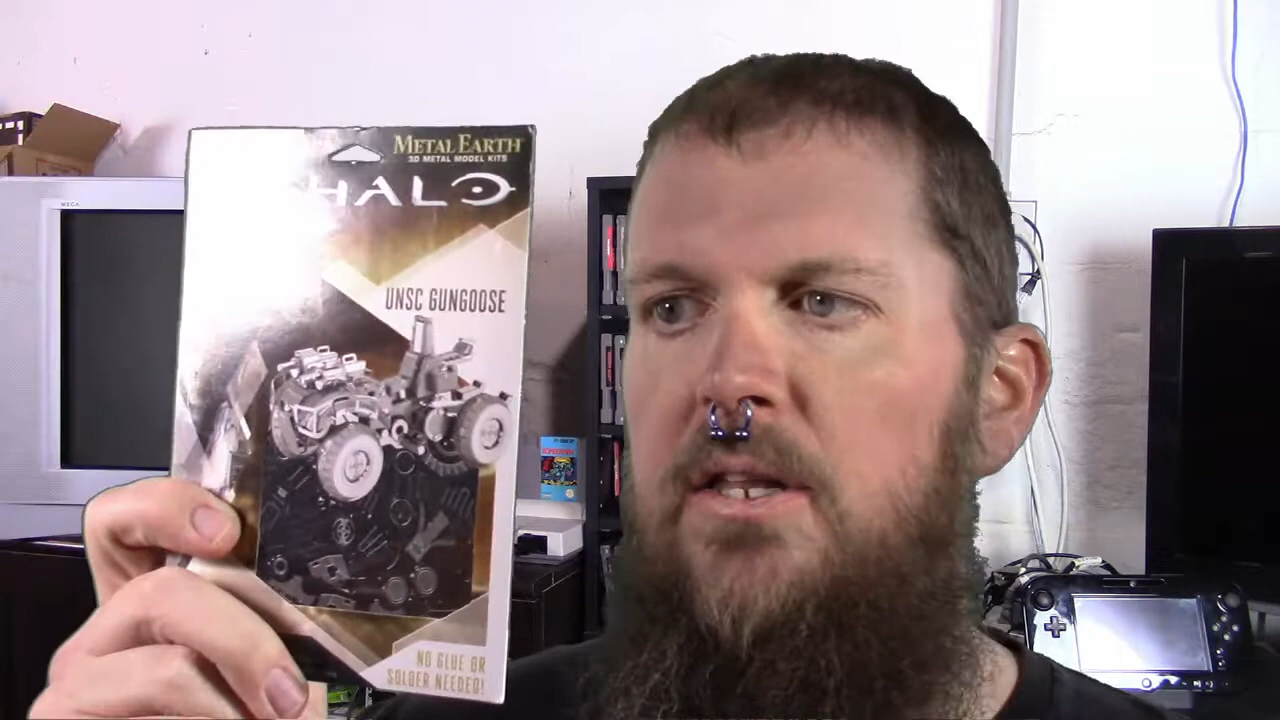 METAL EARTH
3D METAL MODEL KITS
HALO
UNSC GUNGOOSE
NO GLUE OR
SOLDER NEEDED!